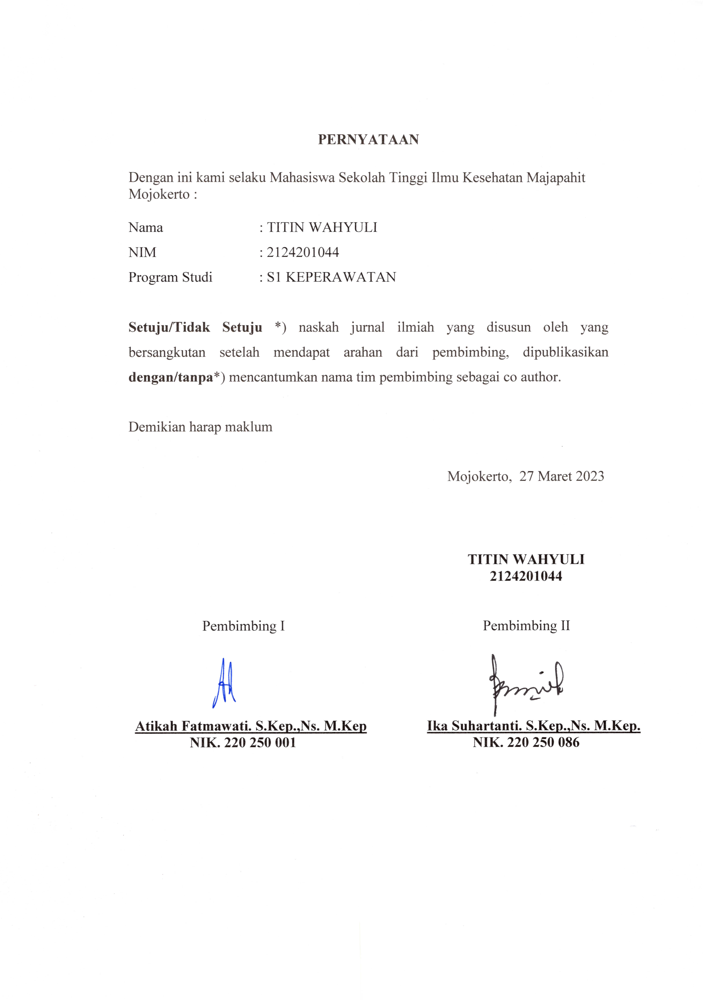 PERNYATAAN
Dengan ini kami selaku Mahasiswa Sekolah Tinggi Ilmu Kesehatan Majapahit
Mojokerto :
Nama : TITIN WAHYULI
NIM : 2124201044
Program Studi : S1 KEPERAWATAN
Setuju/Tidak Setuju *) naskah jurnal ilmiah yang disusun oleh yang
bersangkutan setelah mendapat arahan dari pembimbing, dipublikasikan
dengan/tanpa*) mencantumkan nama tim pembimbing sebagai co author.
Demikian harap maklum
Mojokerto, 27 Maret 2023
TITIN WAHYULI
2124201044
Pembimbing I Pembimbing II
Atikah Fatmawati. S.Kep.,Ns. M.Kep Ika Suhartanti. S.Kep.,Ns. M.Kep.
NIK. 220 250 001 NIK. 220 250 086